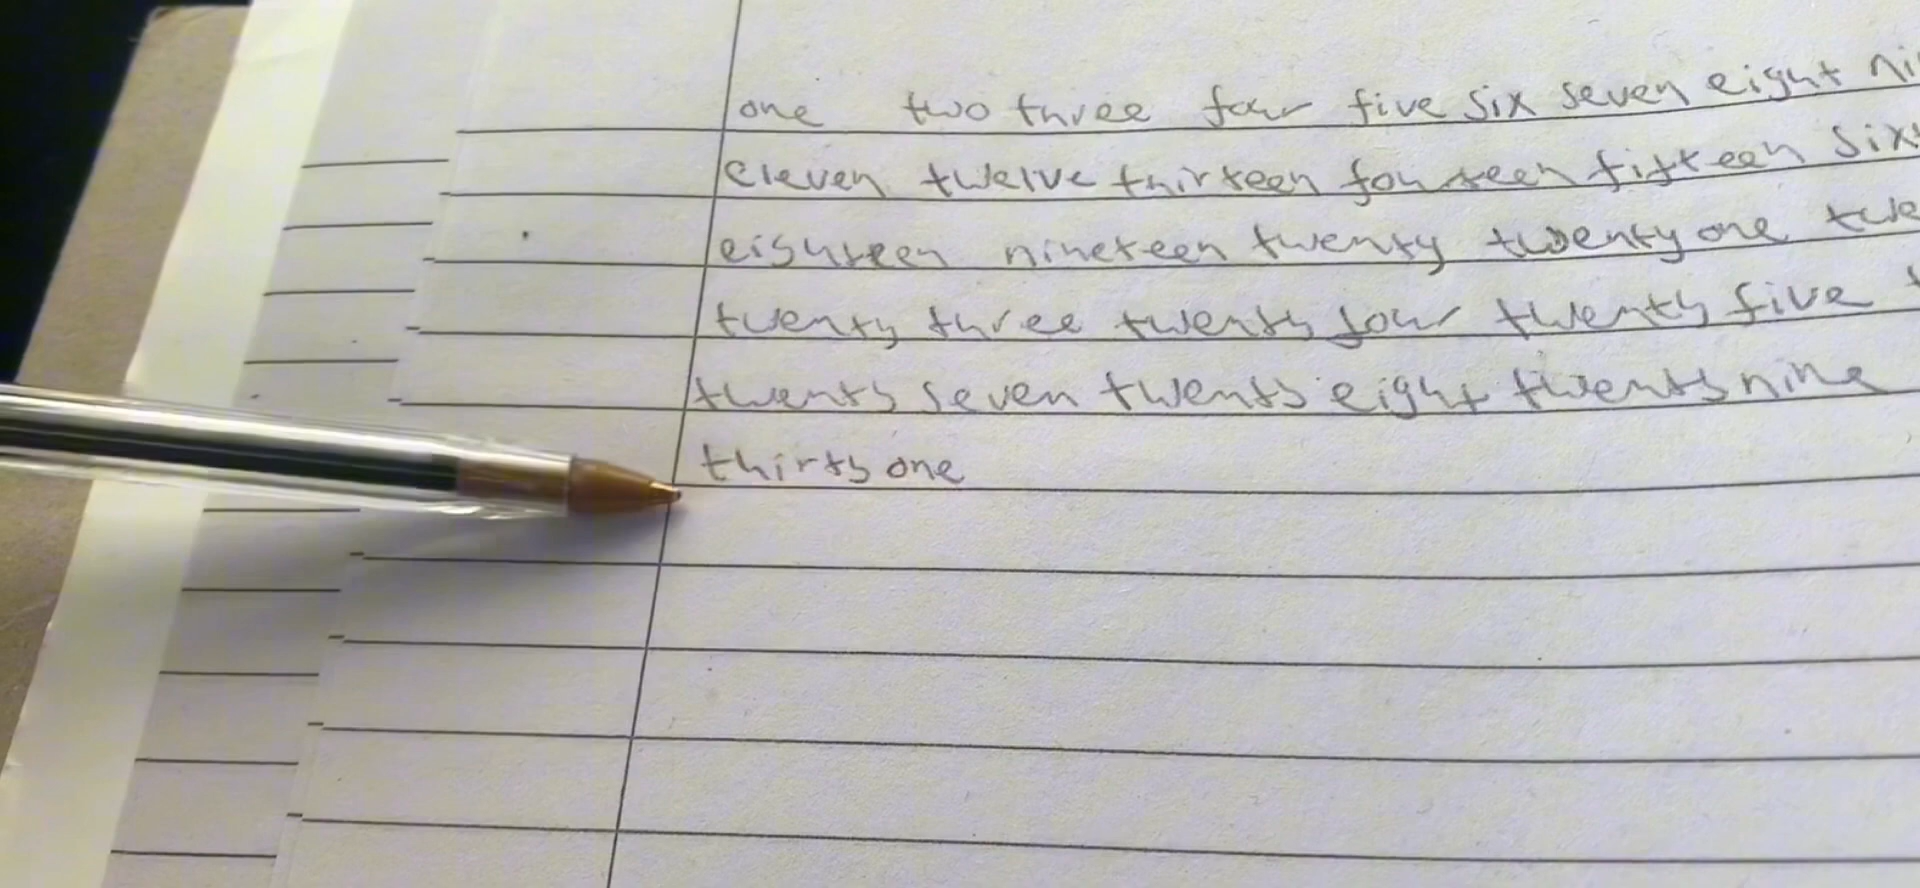 one two three four five six seven eight
eleven twelve thirteen fourteen fifteen
eighteen nineteen twenty twenty one
twenty three twenty four twenty five
twenty seven twenty eight twenty nine
thirty one